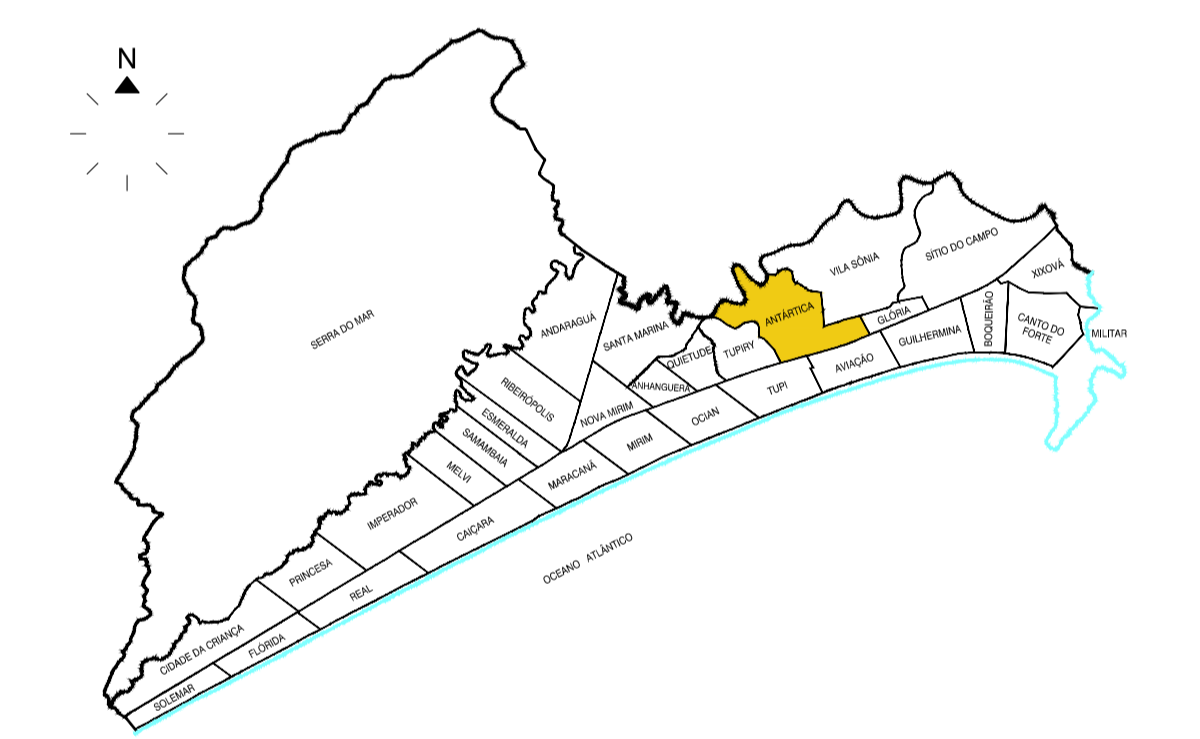 N
SERRA DO MAR
ANDARAGUÁ
SANTA MARINA
QUIETUDE
TUPIRY
ANTÁRTICA
VILA SÔNIA
SÍTIO DO CAMPO
XIXOVÁ
GLÓRIA
GUILHERMINA
BOQUEIRÃO
CANTO DO
FORTE
MILITAR
RIBEIRÓPOLIS
ESMERALDA
SAMAMBAIA
MELVI
IMPERADOR
PRINCESA
CIDADE DA CRIANÇA
ANHANGUERA
NOVA MIRIM
AVIAÇÃO
TUPI
OCIAN
MIRIM
MARACANÃ
CAIÇARA
REAL
FLÓRIDA
SOLEMAR
OCEANO ATLÂNTICO